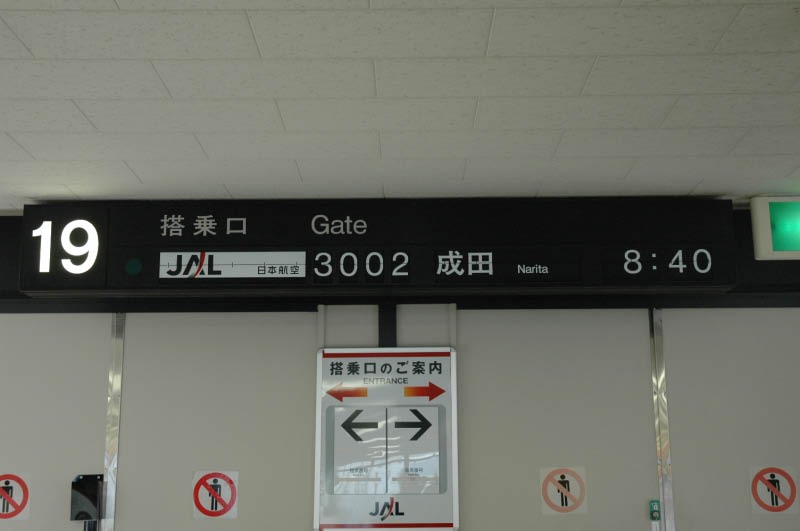 19
搭乗口 Gate
JAL 日本航空 3002 成田 Narita 8:40
搭乗口のご案内
ENTRANCE
JAL